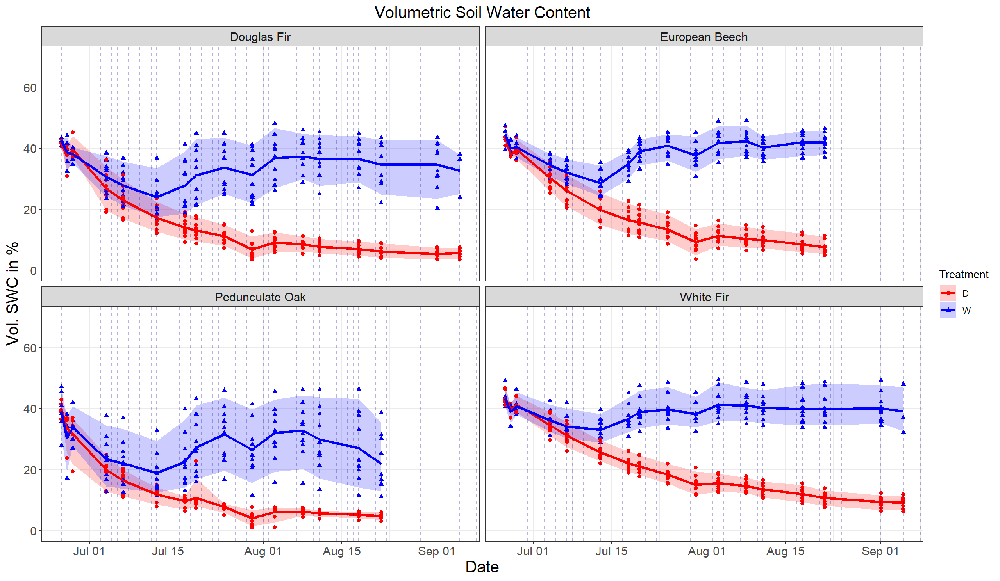 Volumetric Soil Water Content
Douglas Fir
European Beech
60
40
20
0
Vol. SWC in %
Treatment
D
W
Pedunculate Oak
White Fir
60
40
20
0
Jul 01 Jul 15 Aug 01 Aug 15 Sep 01
Jul 01 Jul 15 Aug 01 Aug 15 Sep 01
Date